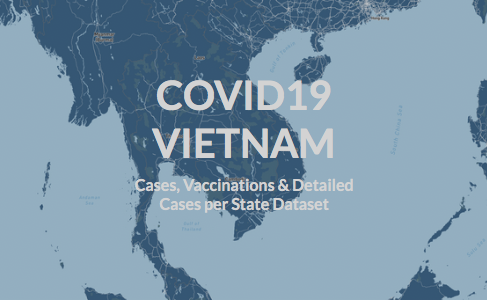 COVID19
VIETNAM
Cases, Vaccinations & Detailed
Cases per State Dataset